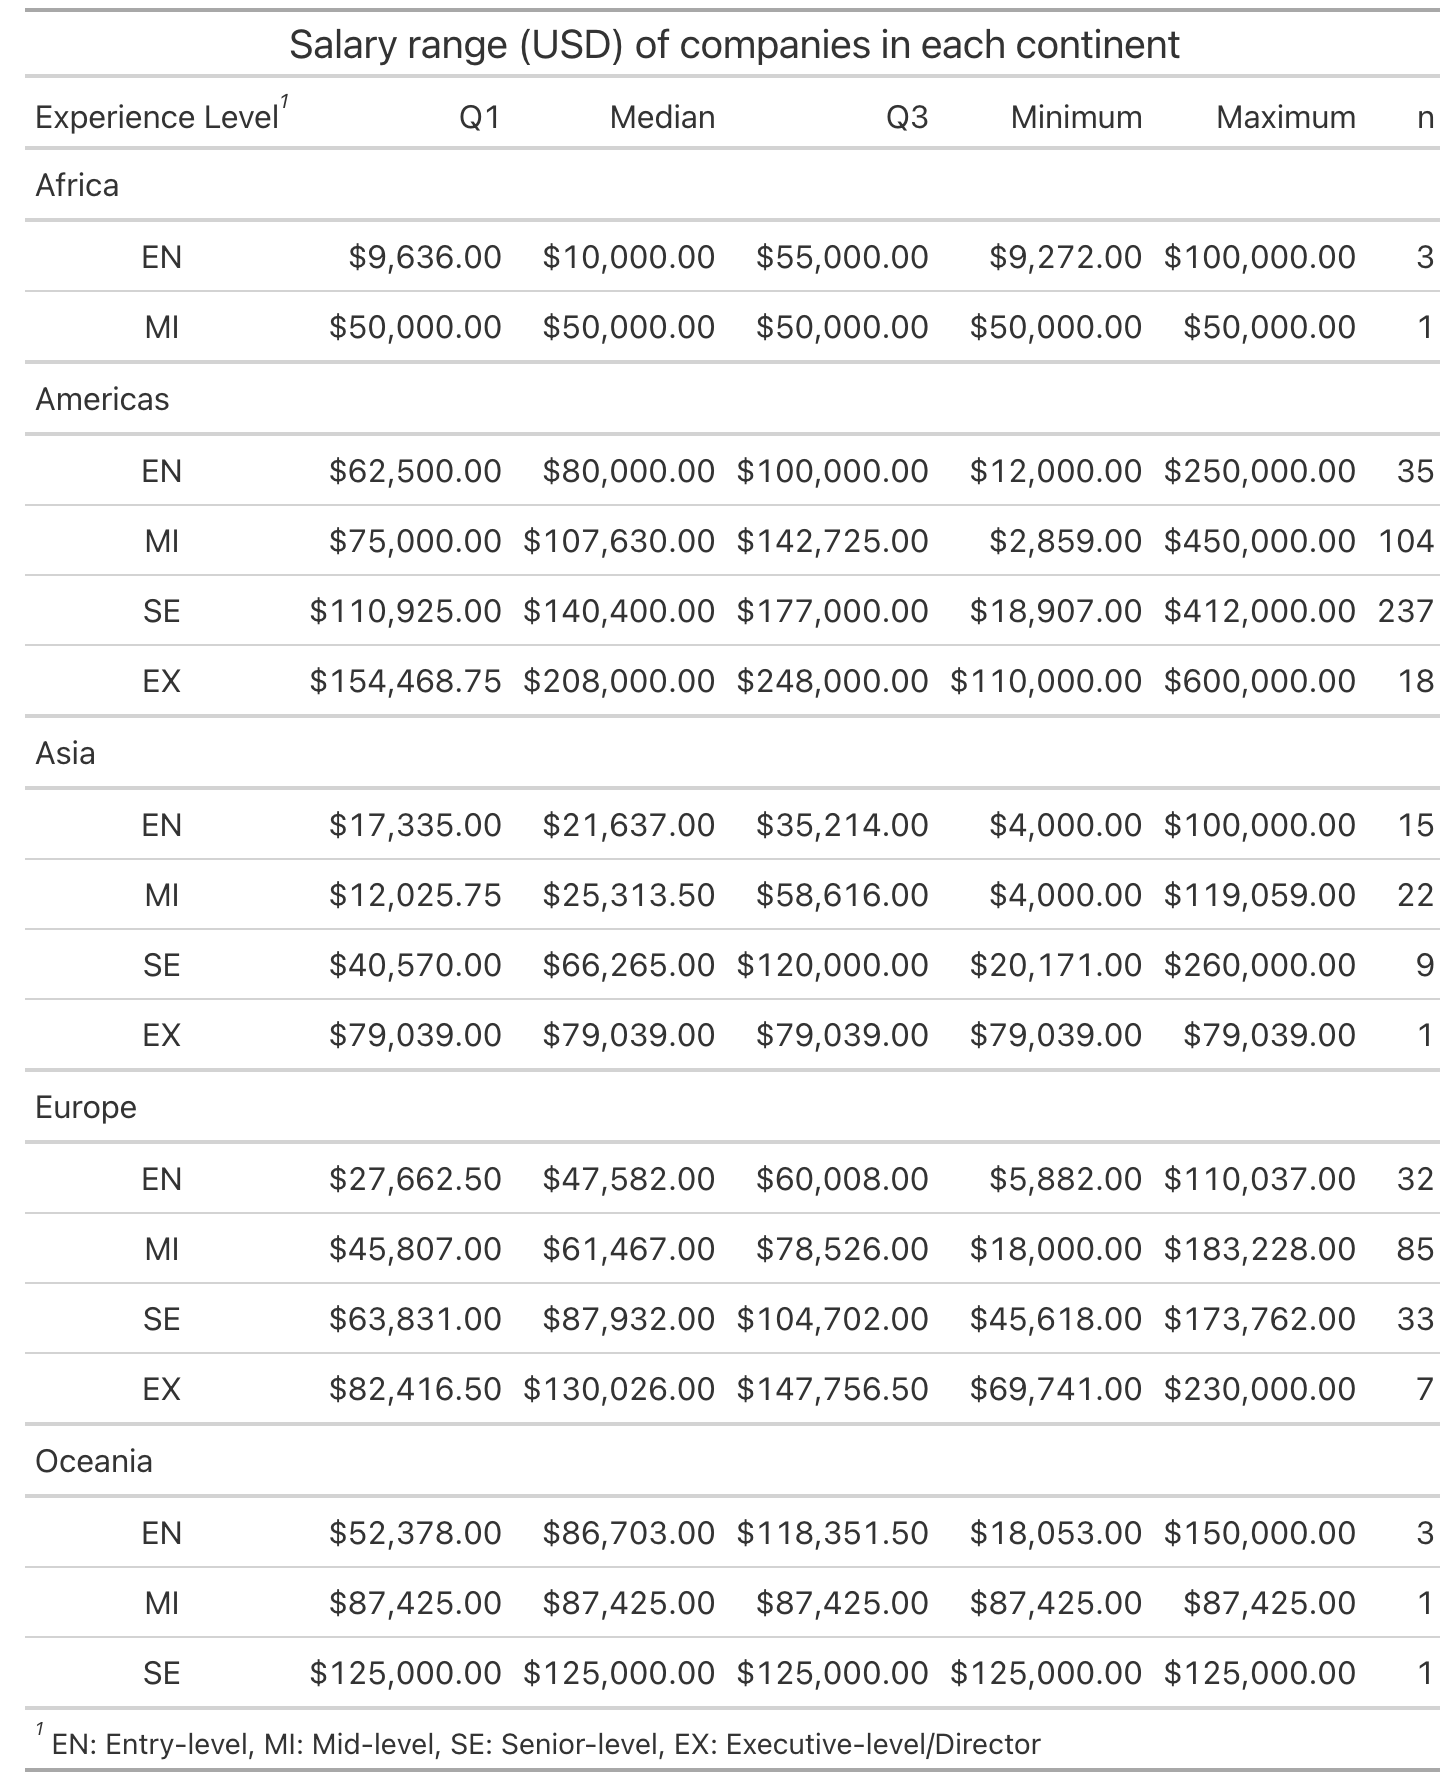 Salary range (USD) of companies in each continent
Experience Level1 Q1 Median Q3 Minimum Maximum n
Africa
EN $9,636.00 $10,000.00 $55,000.00 $9,272.00 $100,000.00 3
MI $50,000.00 $50,000.00 $50,000.00 $50,000.00 $50,000.00 1
Americas
EN $62,500.00 $80,000.00 $100,000.00 $12,000.00 $250,000.00 35
MI $75,000.00 $107,630.00 $142,725.00 $2,859.00 $450,000.00 104
SE $110,925.00 $140,400.00 $177,000.00 $18,907.00 $412,000.00 237
EX $154,468.75 $208,000.00 $248,000.00 $110,000.00 $600,000.00 18
Asia
EN $17,335.00 $21,637.00 $35,214.00 $4,000.00 $100,000.00 15
MI $12,025.75 $25,313.50 $58,616.00 $4,000.00 $119,059.00 22
SE $40,570.00 $66,265.00 $120,000.00 $20,171.00 $260,000.00 9
EX $79,039.00 $79,039.00 $79,039.00 $79,039.00 $79,039.00 1
Europe
EN $27,662.50 $47,582.00 $60,008.00 $5,882.00 $110,037.00 32
MI $45,807.00 $61,467.00 $78,526.00 $18,000.00 $183,228.00 85
SE $63,831.00 $87,932.00 $104,702.00 $45,618.00 $173,762.00 33
EX $82,416.50 $130,026.00 $147,756.50 $69,741.00 $230,000.00 7
Oceania
EN $52,378.00 $86,703.00 $118,351.50 $18,053.00 $150,000.00 3
MI $87,425.00 $87,425.00 $87,425.00 $87,425.00 $87,425.00 1
SE $125,000.00 $125,000.00 $125,000.00 $125,000.00 $125,000.00 1
1 EN: Entry-level, MI: Mid-level, SE: Senior-level, EX: Executive-level/Director